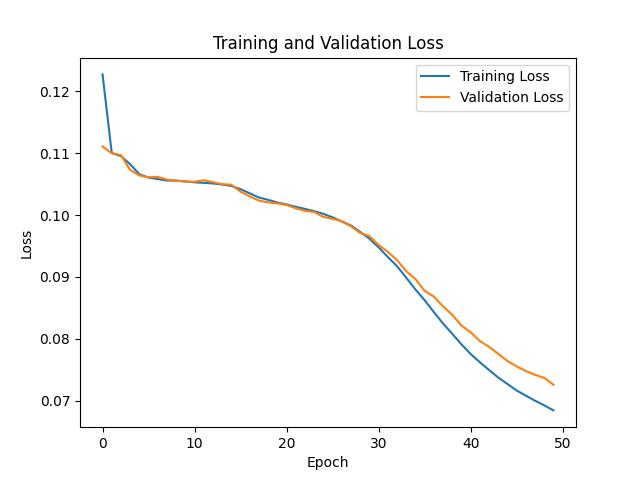 Training and Validation Loss
Training Loss
Validation Loss
0.12
0.11
0.10
0.09
0.08
0.07
Loss
0
10
20
30
40
50
Epoch